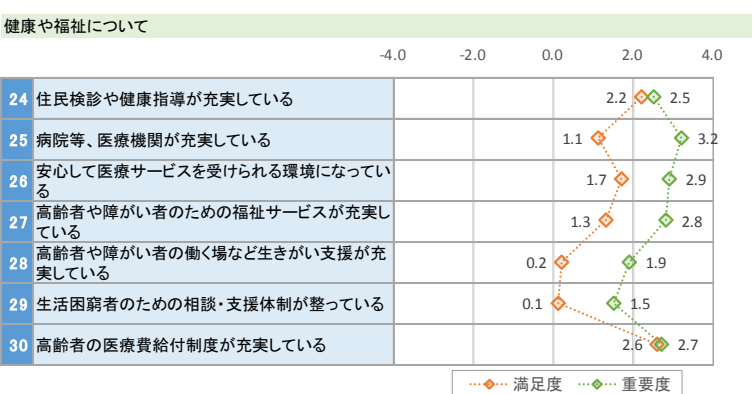 健康や福祉について
-4.0 -2.0 0.0 2.0 4.0
24 住民検診や健康指導が充実している 2.2 2.5
25 病院等、医療機関が充実している 1.1 3.2
26 安心して医療サービスを受けられる環境になってい
る 1.7 2.9
27 高齢者や障がい者のための福祉サービスが充実し
ている 1.3 2.8
28 高齢者や障がい者の働く場など生きがい支援が充
実している 0.2 1.9
29 生活困窮者のための相談・支援体制が整っている 0.1 1.5
30 高齢者の医療費給付制度が充実している 2.6 2.7
満足度 重要度